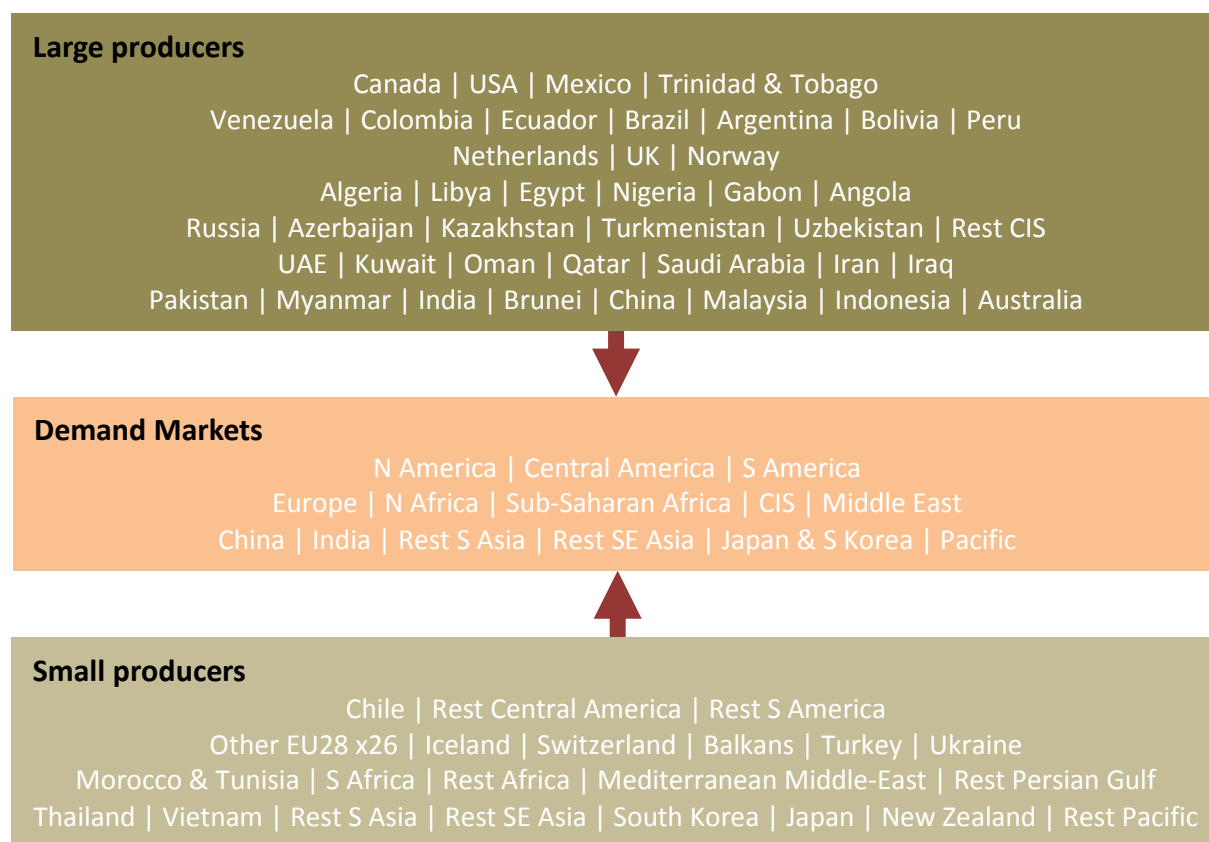 Large producers
Canada | USA | Mexico | Trinidad & Tobago
Venezuela | Colombia | Ecuador | Brazil | Argentina | Bolivia | Peru
Netherlands | UK | Norway
Algeria | Libya | Egypt | Nigeria | Gabon | Angola
Russia | Azerbaijan | Kazakhstan | Turkmenistan | Uzbekistan | Rest CIS
UAE | Kuwait | Oman | Qatar | Saudi Arabia | Iran | Iraq
Pakistan | Myanmar | India | Brunei | China | Malaysia | Indonesia | Australia
Demand Markets
N America | Central America | S America
Europe | N Africa | Sub-Saharan Africa | CIS | Middle East
China | India | Rest S Asia | Rest SE Asia | Japan & S Korea | Pacific
Small producers
Chile | Rest Central America | Rest S America
Other EU28 x26 | Iceland | Switzerland | Balkans | Turkey | Ukraine
Morocco & Tunisia | S Africa | Rest Africa | Mediterranean Middle-East | Rest Persian Gulf
Thailand | Vietnam | Rest S Asia | Rest SE Asia | South Korea | Japan | New Zealand | Rest Pacific